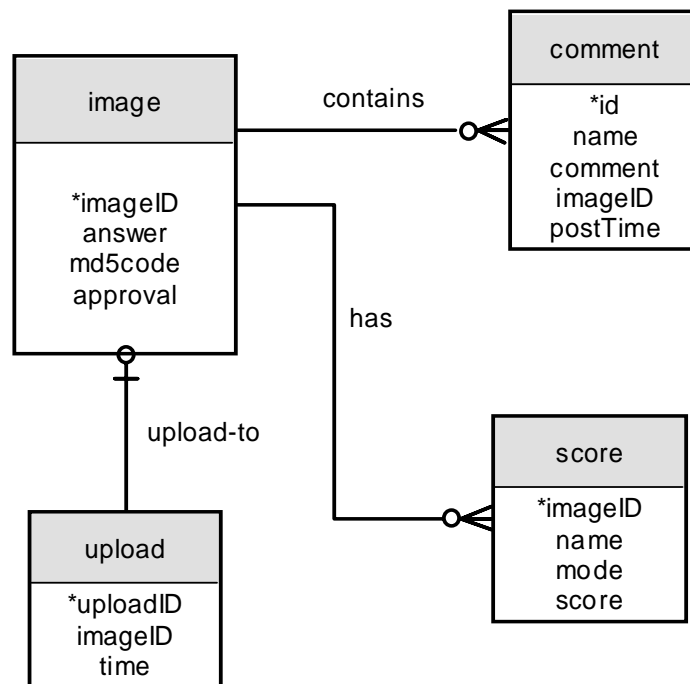 image
*imageID
answer
md5code
approval
contains
comment
*id
name
comment
imageID
postTime
has
upload-to
score
*imageID
name
mode
score
upload
*uploadID
imageID
time